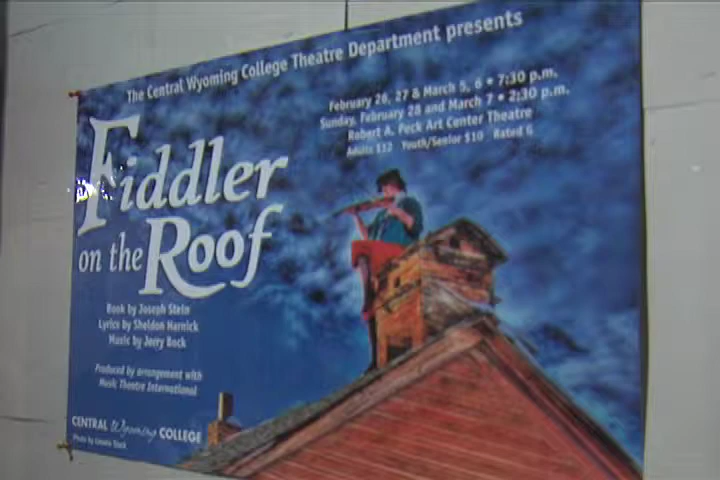 The Central Wyoming College Theatre Department presents
February 26, 27 & March 5, 6 • 7:30 p.m.
Sunday, February 28 and March 7 • 2:30 p.m.
Robert A. Peck Art Center Theatre
Adults $12 Youth/Senior $10 Rated G
Fiddler
on the Roof
Book by Joseph Stein
Lyrics by Sheldon Harnick
Music by Jerry Bock
Produced by arrangement with
Music Theatre International
CENTRAL Wyoming COLLEGE
Photo by